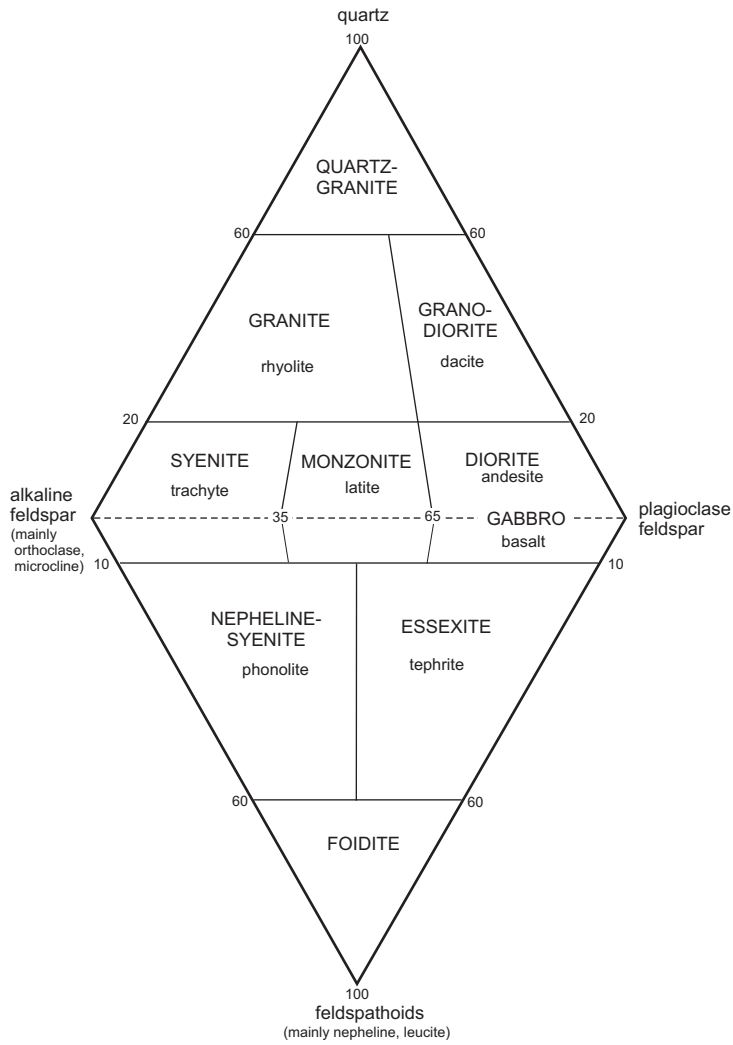 quartz
100
QUARTZ-
GRANITE
60
60
GRANITE
GRANO-
DIORITE
rhyolite
dacite
20
20
SYENITE
MONZONITE
DIORITE
trachyte
latite
andesite
alkaline
feldspar
(mainly
orthoclase,
microcline)
35
65
GABBRO
basalt
plagioclase
feldspar
10
10
NEPHELINE-
SYENITE
ESSEXITE
phonolite
tephrite
60
60
FOIDITE
100
feldspathoids
(mainly nepheline, leucite)